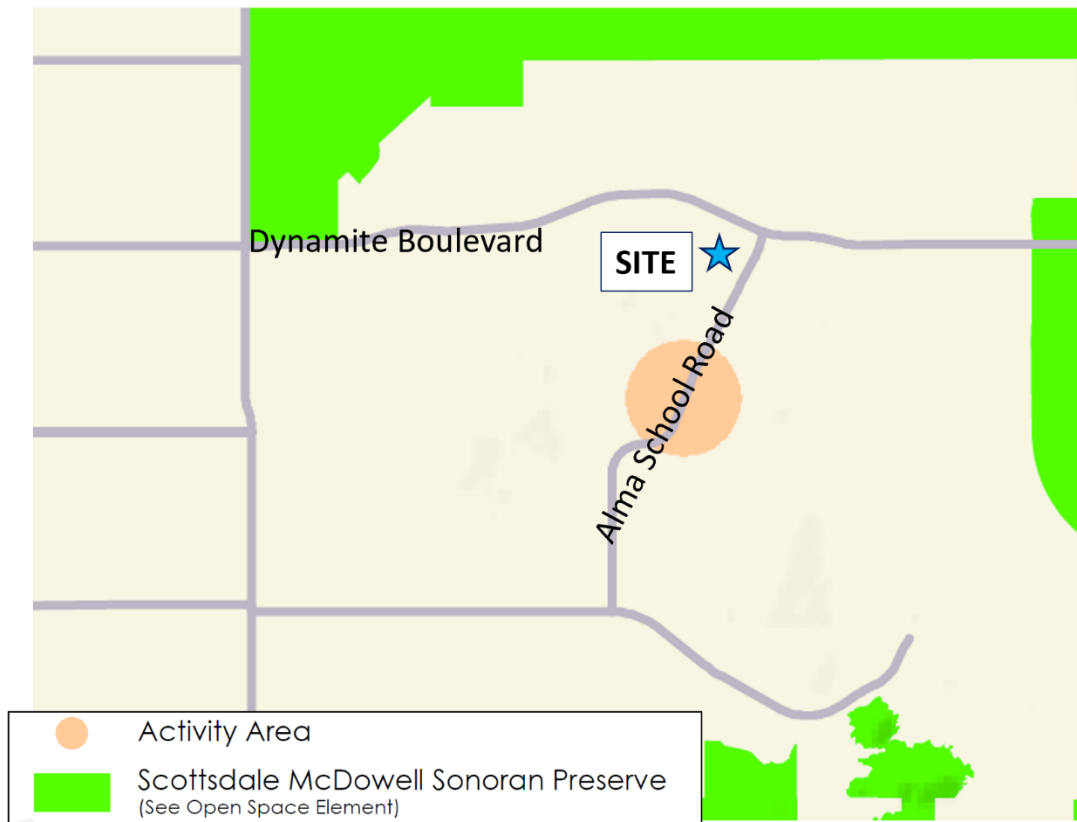 Dynamite Boulevard
SITE
Alma School Road
Activity Area
Scottsdale McDowell Sonoran Preserve
(See Open Space Element)